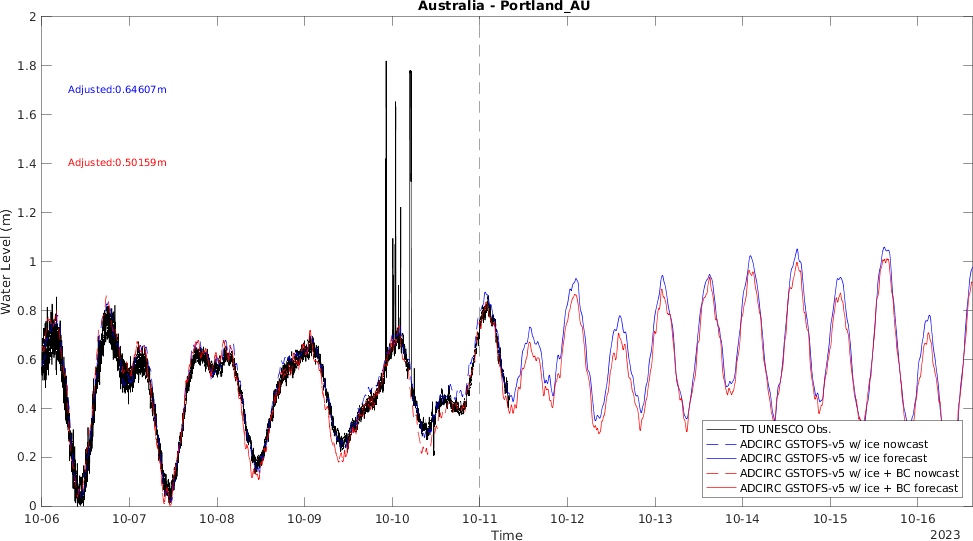 Australia - Portland_AU
2
1.8
1.6
1.4
1.2
1
0.8
0.6
0.4
0.2
0
Water Level (m)
Adjusted:0.64607m
Adjusted:0.50159m
TD UNESCO Obs.
ADCIRC GSTOFS-v5 w/ ice nowcast
ADCIRC GSTOFS-v5 w/ ice forecast
ADCIRC GSTOFS-v5 w/ ice + BC nowcast
ADCIRC GSTOFS-v5 w/ ice + BC forecast
10-06 10-07 10-08 10-09 10-10 10-11 10-12 10-13 10-14 10-15 10-16
Time
2023